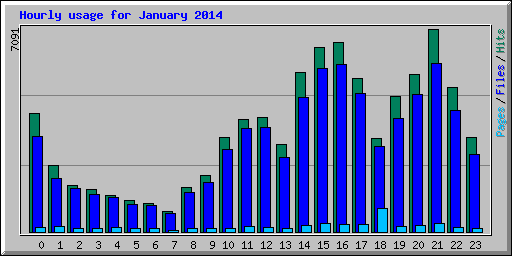 Hourly usage for January 2014
7091
Pages/Files/Hits
0 1 2 3 4 5 6 7 8 9 10 11 12 13 14 15 16 17 18 19 20 21 22 23